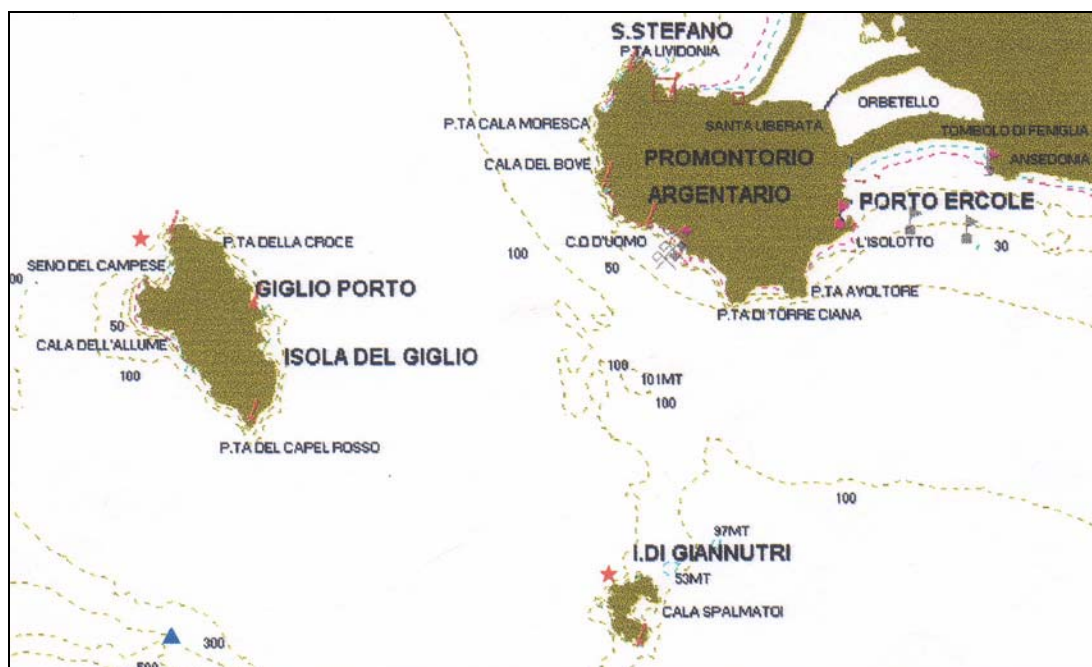 S.STEFANO
P.TA LIVIDONIA
ORBETELLO
P.TA CALA MORESCA
SANTA LIBERATA
TOMBOLO DI FENIGLIA
CALA DEL BOVE
PROMONTORIO
ANSEDONIA
ARGENTARIO
PORTO ERCOLE
P.TA DELLA CROCE
C.O D'UOMO
L'ISOLOTTO
100
30
SENO DEL CAMPESE
50
00
GIGLIO PORTO
P.TA AVOLTORE
P.TA DI TORRE CIANA
50
CALA DELL'ALLUME
ISOLA DEL GIGLIO
100
100
101MT
100
P.TA DEL CAPEL ROSSO
100
97MT
I.DI GIANNUTRI
53MT
CALA SPALMATOI
300
500